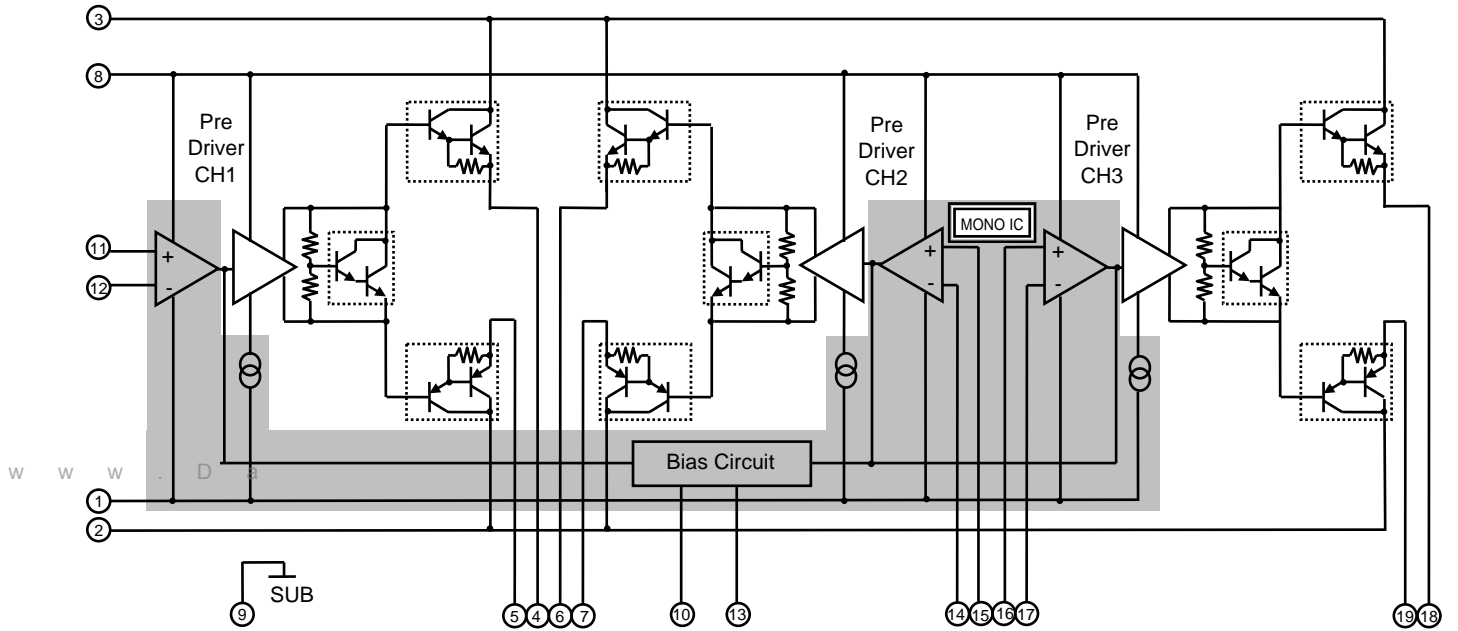 3
8
Pre
Driver
CH1
Pre
Driver
CH2
Pre
Driver
CH3
MONO IC
11
12
+
-
+
-
+
-
Bias Circuit
w w w . D a
1
2
9
SUB
5 4 6 7 10 13 14 15 16 17 19 18